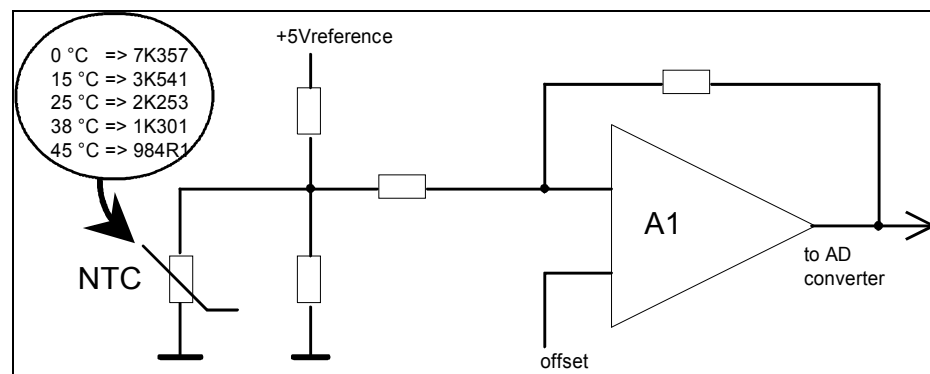 +5Vreference
0 °C => 7K357
15 °C => 3K541
25 °C => 2K253
38 °C => 1K301
45 °C => 984R1
A1
NTC
to AD
converter
offset